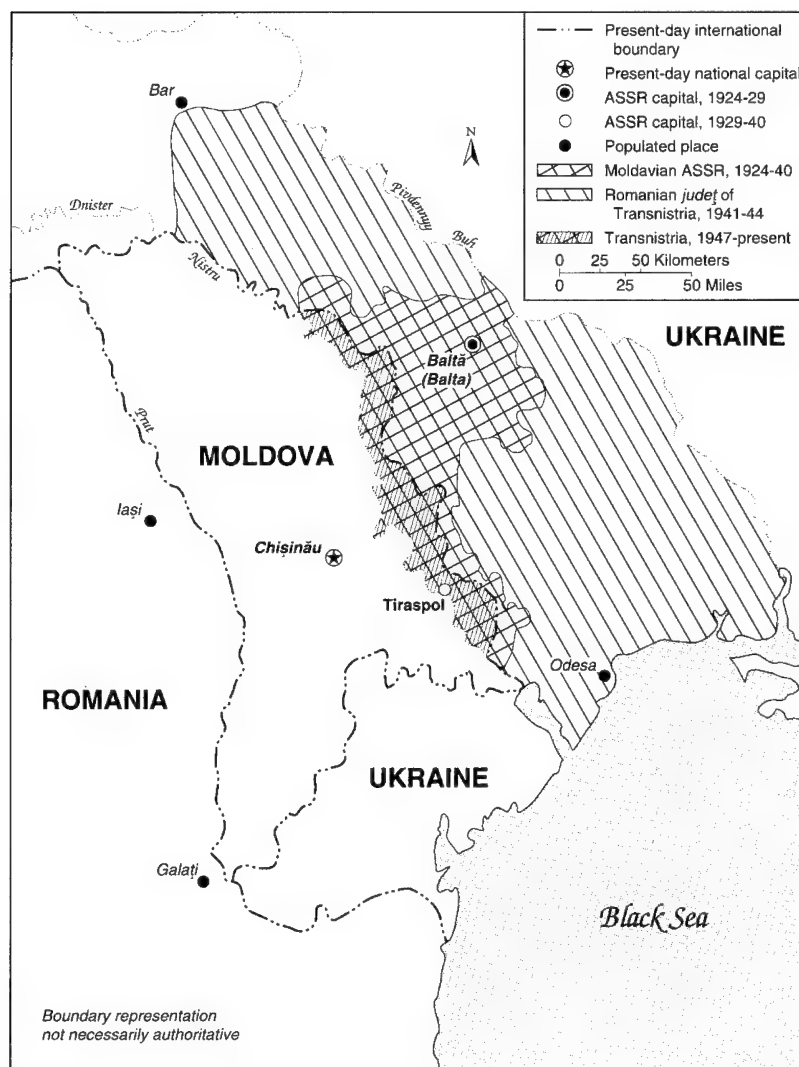 Present-day international
boundary
Present-day national capital
ASSR capital, 1924-29
ASSR capital, 1929-40
Populated place
Moldavian ASSR, 1924-40
Romanian județ of
Transnistria, 1941-44
Transnistria, 1947-present
0 25 50 Kilometers
0 25 50 Miles
Bar
N
Dnister
Pivdennyy
Buh
Nistru
UKRAINE
Baltă
(Balta)
Prut
MOLDOVA
Iași
Chișinău
Tiraspol
Odesa
ROMANIA
UKRAINE
Galați
Black Sea
Boundary representation
not necessarily authoritative